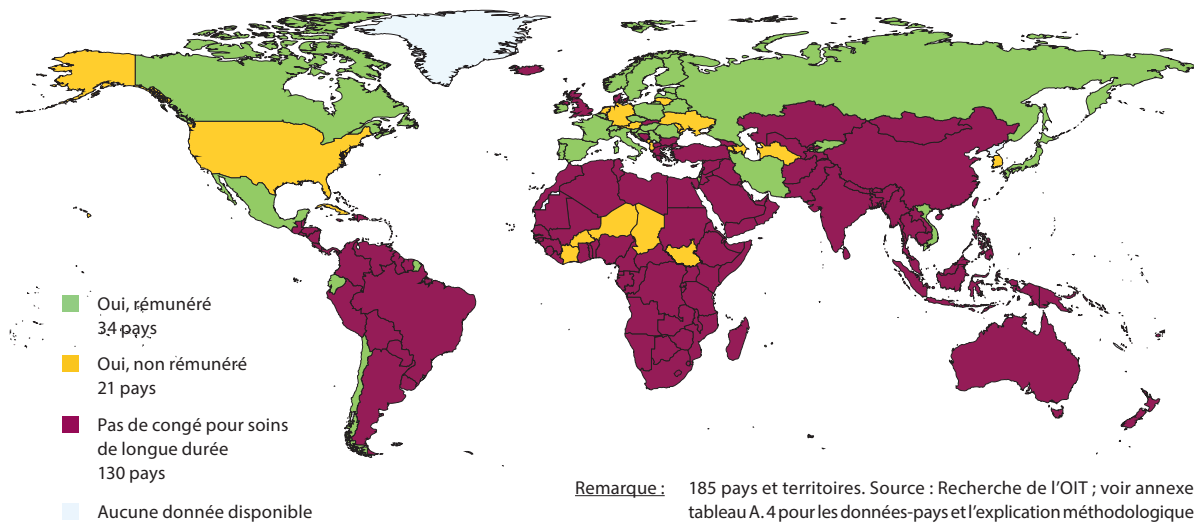 Oui, rémunéré
34 pays
Oui, non rémunéré
21 pays
Pas de congé pour soins
de longue durée
130 pays
Aucune donnée disponible
Remarque : 185 pays et territoires. Source : Recherche de l'OIT ; voir annexe
tableau A. 4 pour les données-pays et l'explication méthodologique